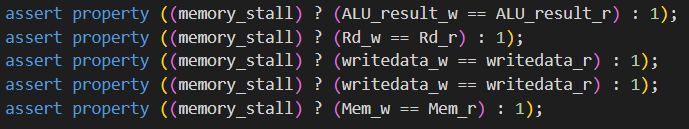 assert property ((memory_stall) ? (ALU_result_w == ALU_result_r) : 1);
assert property ((memory_stall) ? (Rd_w == Rd_r) : 1);
assert property ((memory_stall) ? (writedata_w == writedata_r) : 1);
assert property ((memory_stall) ? (writedata_w == writedata_r) : 1);
assert property ((memory_stall) ? (Mem_w == Mem_r) : 1);